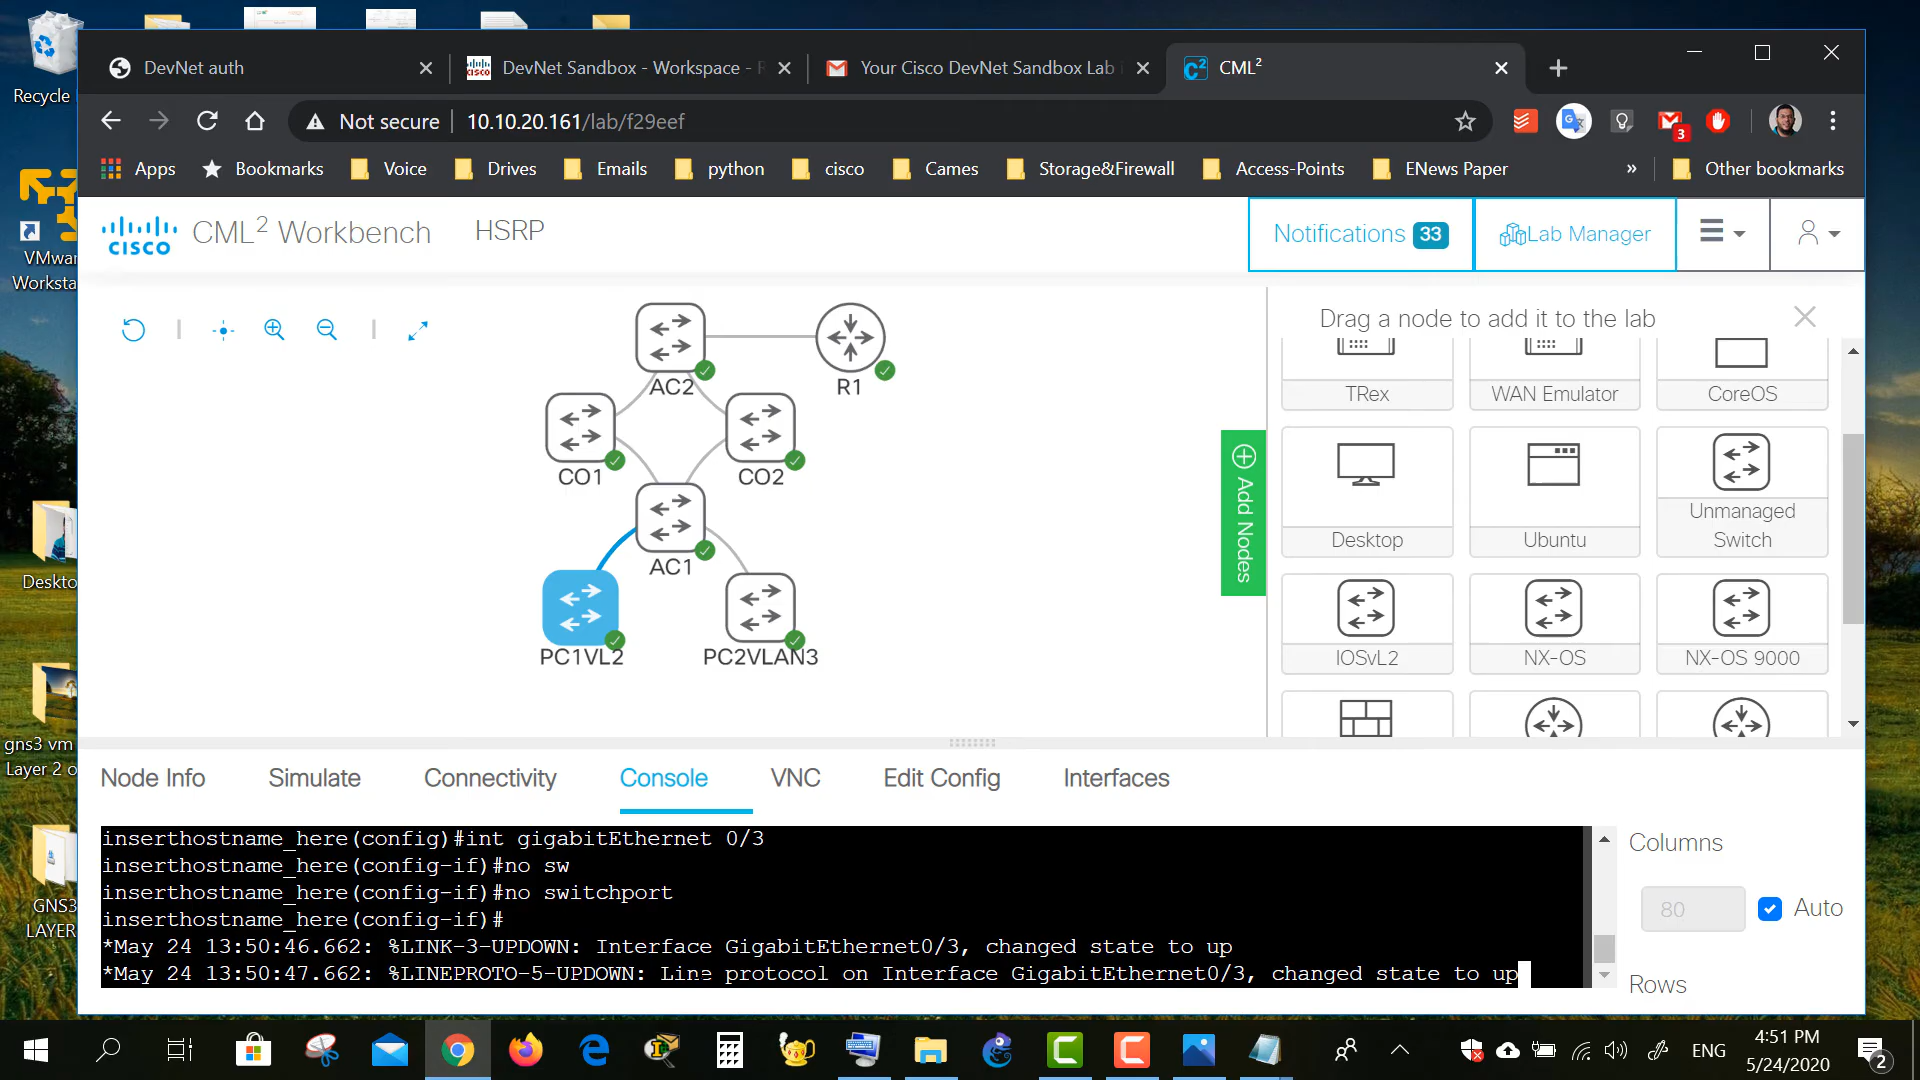 Recycle
VMwar
Worksta
Deskto
gns3 vm
Layer 2 o
GNS3
LAYER
DevNet auth
DevNet Sandbox - Workspace -
Your Cisco DevNet Sandbox Lab
CML²
Not secure 10.10.20.161/lab/f29eef
3
Apps Bookmarks Voice Drives Emails python cisco Cames Storage&Firewall Access-Points ENews Paper » Other bookmarks
CISCO CML² Workbench HSRP
Notifications 33 Lab Manager
Drag a node to add it to the lab
AC2
R1
CO1
CO2
AC1
PC1VL2
PC2VLAN3
Add Nodes
TRex WAN Emulator CoreOS
Desktop Ubuntu Unmanaged
Switch
IOSvL2 NX-OS NX-OS 9000
Node Info Simulate Connectivity Console VNC Edit Config Interfaces
inserthostname_here(config)#int gigabitEthernet 0/3
inserthostname_here(config-if)#no sw
inserthostname_here(config-if)#no switchport
inserthostname_here(config-if)#
*May 24 13:50:46.662: %LINK-3-UPDOWN: Interface GigabitEthernet0/3, changed state to up
*May 24 13:50:47.662: %LINEPROTO-5-UPDOWN: Line protocol on Interface GigabitEthernet0/3, changed state to up
Columns
80 Auto
Rows
ENG
4:51 PM
5/24/2020
2